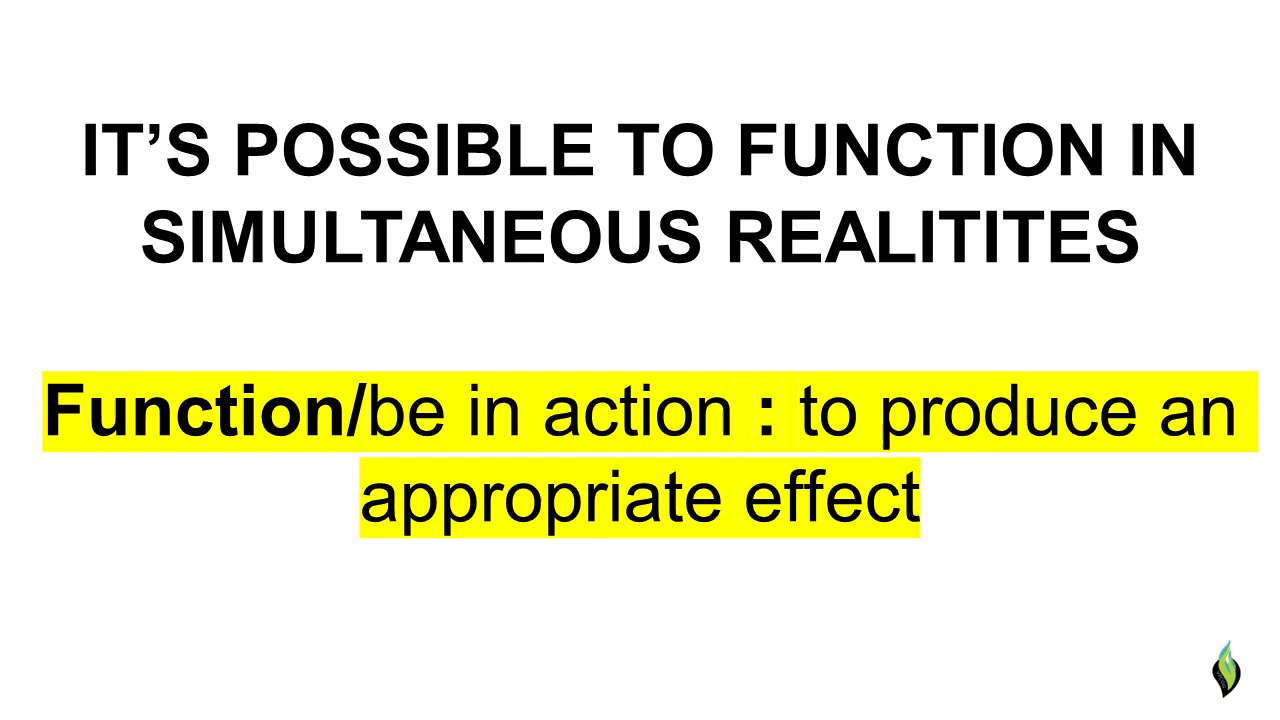 IT’S POSSIBLE TO FUNCTION IN
SIMULTANEOUS REALITITES
Function/be in action : to produce an
appropriate effect